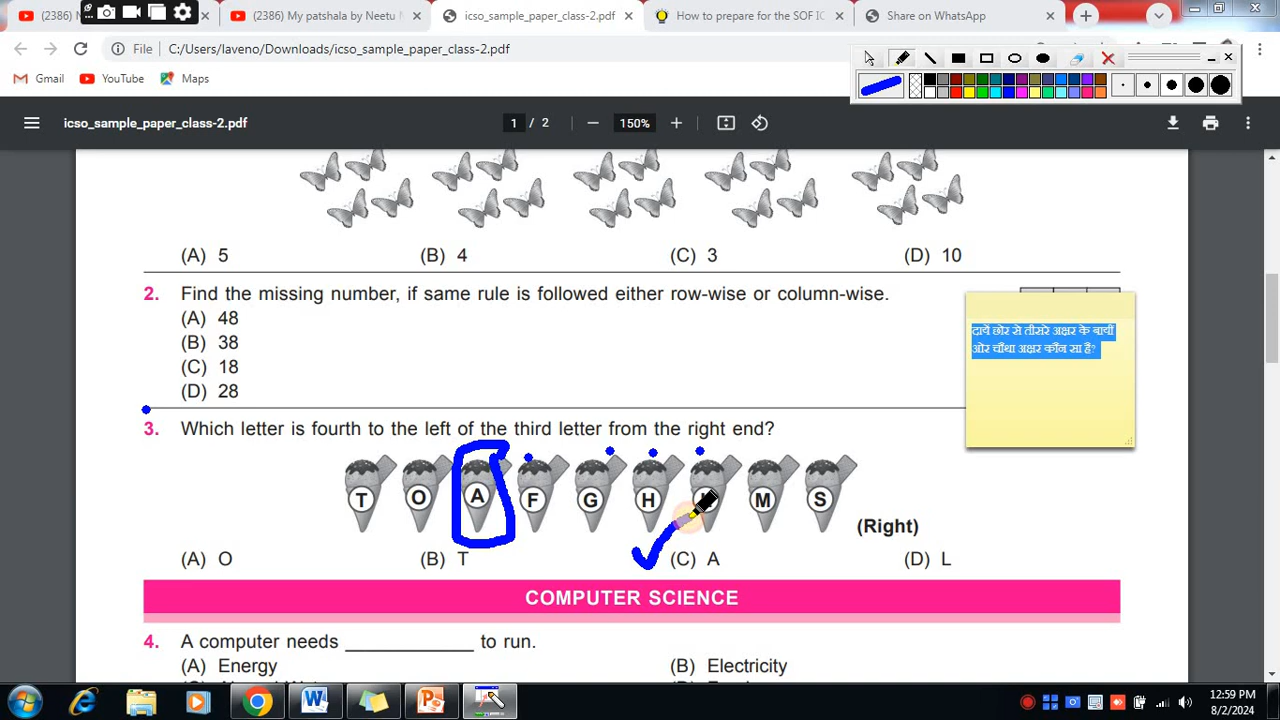 (2386) N
(2386) My patshala by Neetu
icso_sample_paper_class-2.pdf
How to prepare for the SOF IC
Share on WhatsApp
File
C:/Users/laveno/Downloads/icso_sample_paper_class-2.pdf
Gmail
YouTube
Maps
icso_sample_paper_class-2.pdf
1 / 2
150%
(A) 5
(B) 4
(C) 3
(D) 10
2. Find the missing number, if same rule is followed either row-wise or column-wise.
(A) 48
(B) 38
(C) 18
(D) 28
दायें छोर से तीसरे अक्षर के बायीं
ओर चौथा अक्षर कौन सा है?
3. Which letter is fourth to the left of the third letter from the right end?
T O A F G H M S
(Right)
(A) O
(B) T
(C) A
(D) L
COMPUTER SCIENCE
4. A computer needs ____________ to run.
(A) Energy
(B) Electricity
12:59 PM
8/2/2024